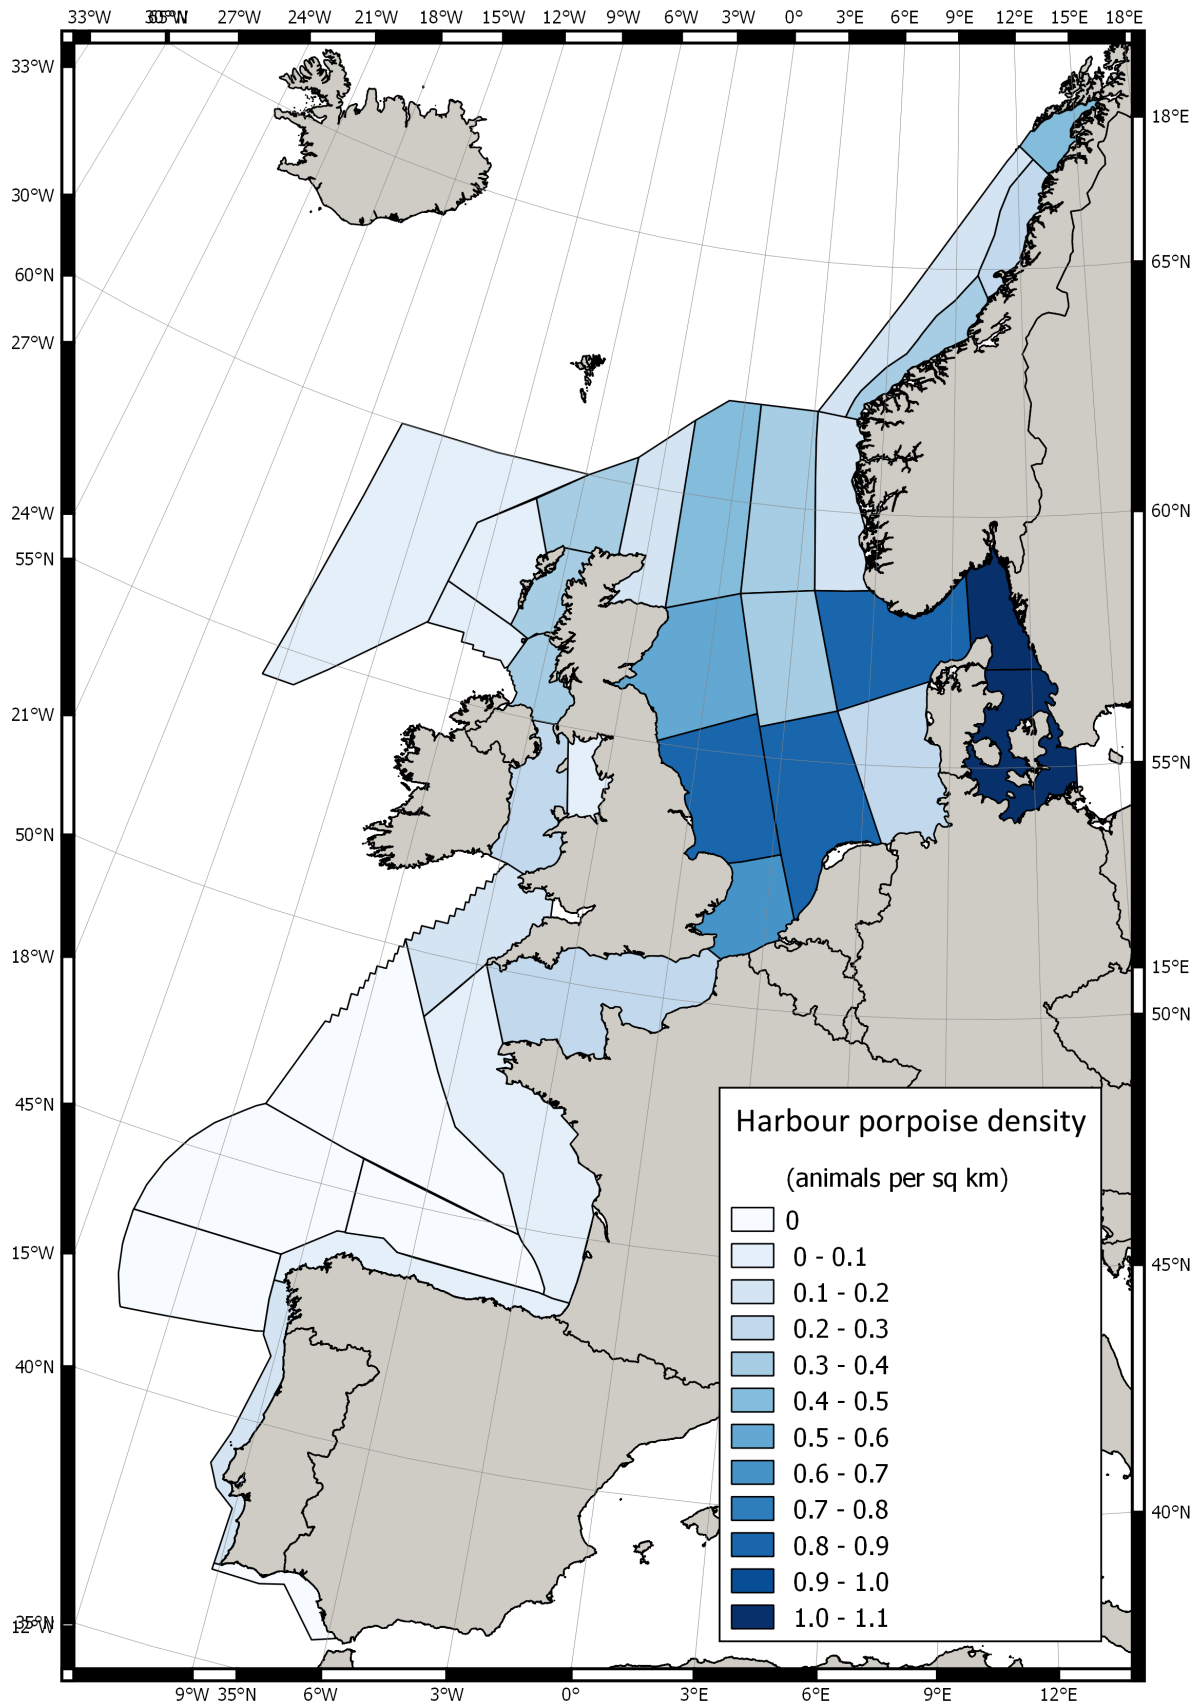 33°W 27°W 24°W 21°W 18°W 15°W 12°W 9°W 6°W 3°W 0° 3°E 6°E 9°E 12°E 15°E 18°E
33°W
18°E
30°W
65°N
60°N
27°W
24°W
60°N
55°N
21°W
55°N
50°N
18°W
15°E
50°N
45°N
Harbour porpoise density
(animals per sq km)
0
0 - 0.1
15°W
45°N
0.1 - 0.2
0.2 - 0.3
40°N
0.3 - 0.4
0.4 - 0.5
0.5 - 0.6
0.6 - 0.7
0.7 - 0.8
40°N
0.8 - 0.9
0.9 - 1.0
1.0 - 1.1
9°W 35°N 6°W 3°W 0° 3°E 6°E 9°E 12°E